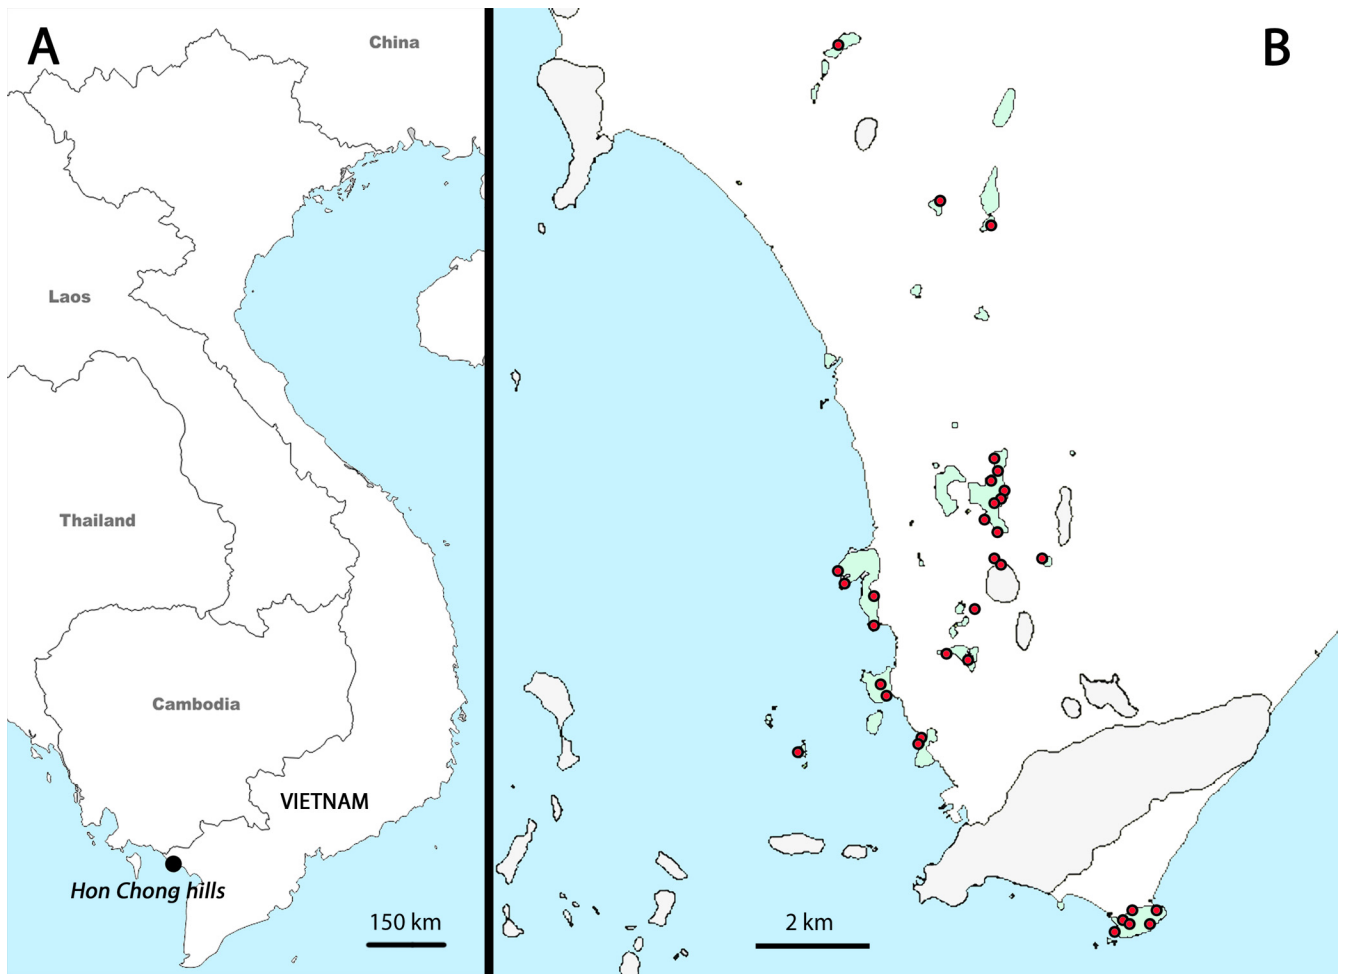 A
China
Laos
Thailand
Cambodia
VIETNAM
Hon Chong hills
150 km
B
2 km